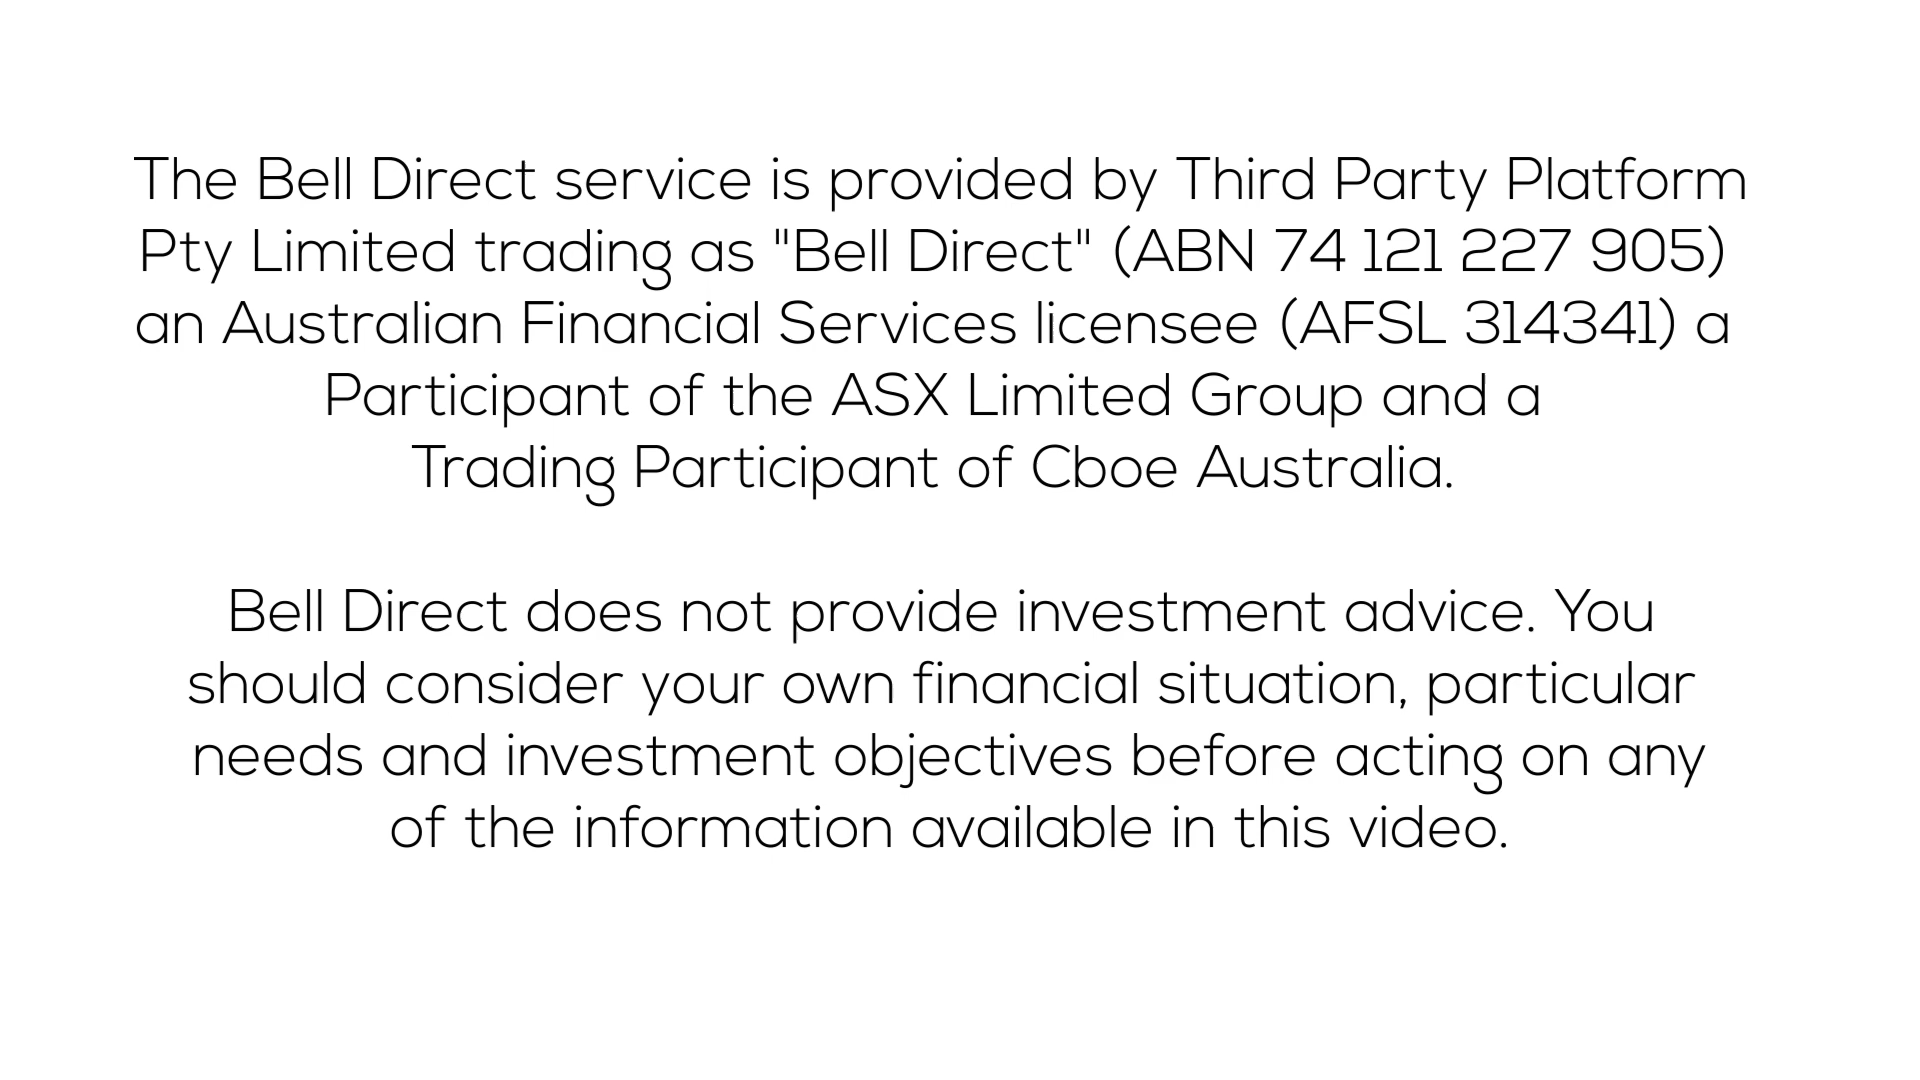 The Bell Direct service is provided by Third Party Platform
Pty Limited trading as "Bell Direct" (ABN 74 121 227 905)
an Australian Financial Services licensee (AFSL 314341) a
Participant of the ASX Limited Group and a
Trading Participant of Cboe Australia.
Bell Direct does not provide investment advice. You
should consider your own financial situation, particular
needs and investment objectives before acting on any
of the information available in this video.